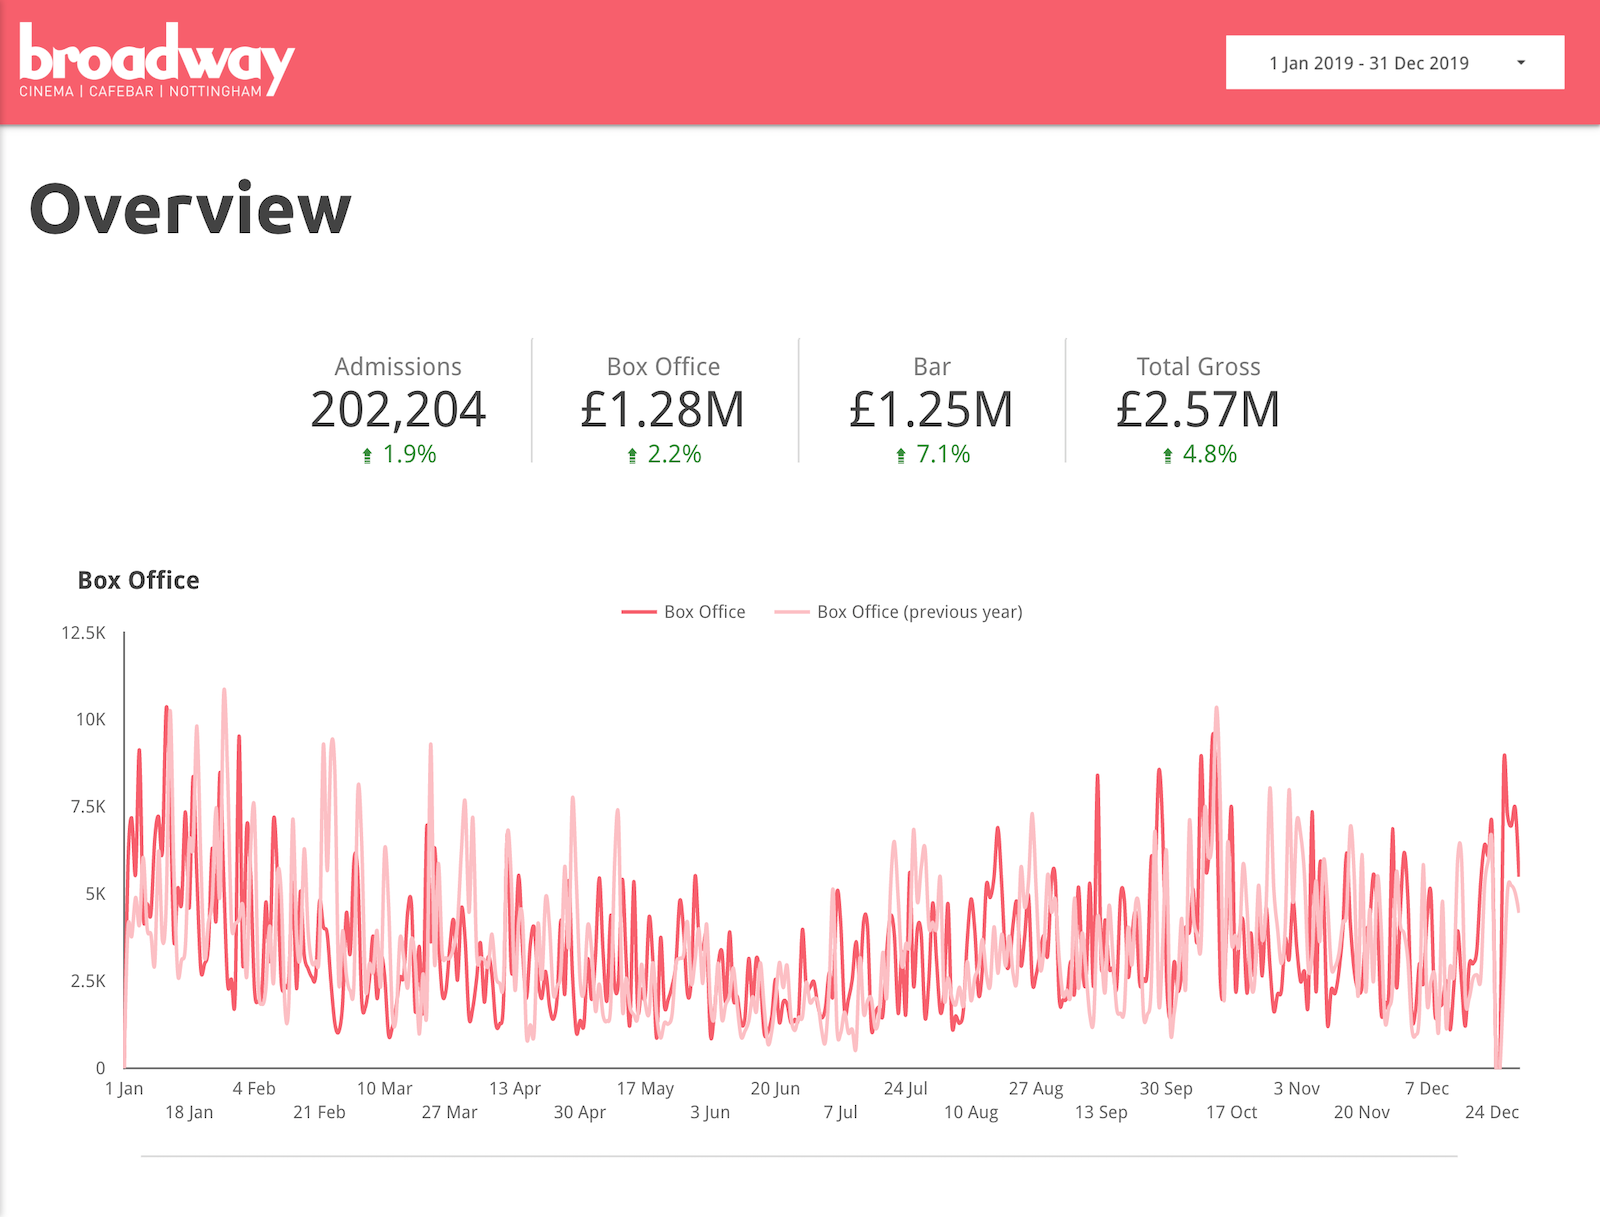 broadway
CINEMA | CAFEBAR | NOTTINGHAM
1 Jan 2019 - 31 Dec 2019
Overview
Admissions
202,204
1.9%
Box Office
£1.28M
2.2%
Bar
£1.25M
7.1%
Total Gross
£2.57M
4.8%
Box Office
Box Office
Box Office (previous year)
12.5K
10K
7.5K
5K
2.5K
0
1 Jan
18 Jan
4 Feb
21 Feb
10 Mar
27 Mar
13 Apr
30 Apr
17 May
3 Jun
20 Jun
7 Jul
24 Jul
10 Aug
27 Aug
13 Sep
30 Sep
17 Oct
3 Nov
20 Nov
7 Dec
24 Dec